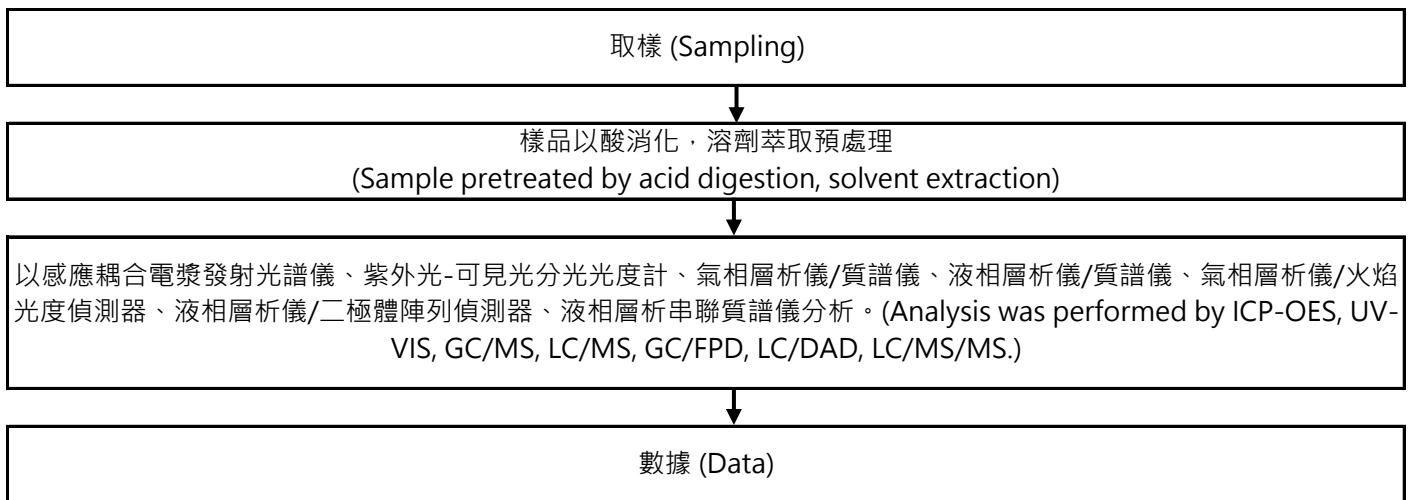 取樣 (Sampling)
樣品以酸消化，溶劑萃取預處理
(Sample pretreated by acid digestion, solvent extraction)
以感應耦合電漿發射光譜儀、紫外光-可見光分光光度計、氣相層析儀/質譜儀、液相層析儀/質譜儀、氣相層析儀/火焰
光度偵測器、液相層析儀/二極體陣列偵測器、液相層析串聯質譜儀分析。(Analysis was performed by ICP-OES, UV-
VIS, GC/MS, LC/MS, GC/FPD, LC/DAD, LC/MS/MS.)
數據 (Data)